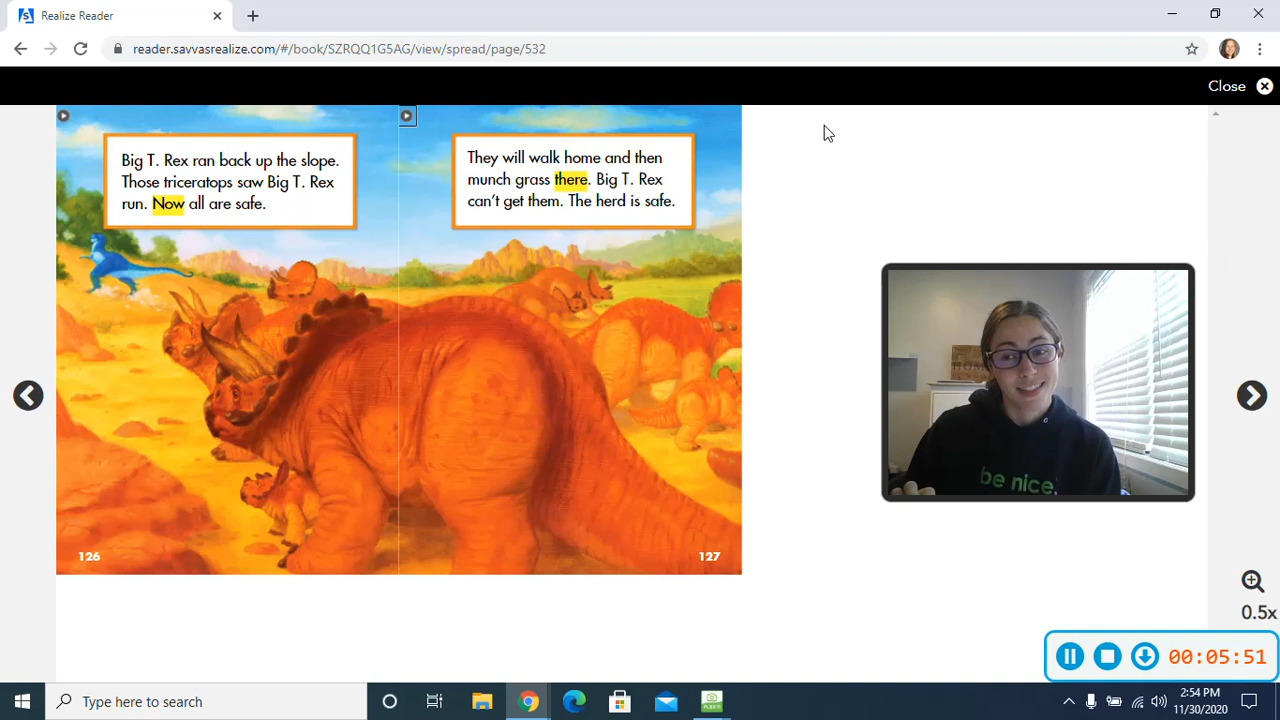 Realize Reader
reader.savvasrealize.com/#/book/SZRQQ1G5AG/view/spread/page/532
Close
Big T. Rex ran back up the slope.
Those triceratops saw Big T. Rex
run. Now all are safe.
They will walk home and then
munch grass there. Big T. Rex
can't get them. The herd is safe.
HOME
be nice.
126
127
0.5x
00:05:51
Type here to search
2:54 PM
11/30/2020